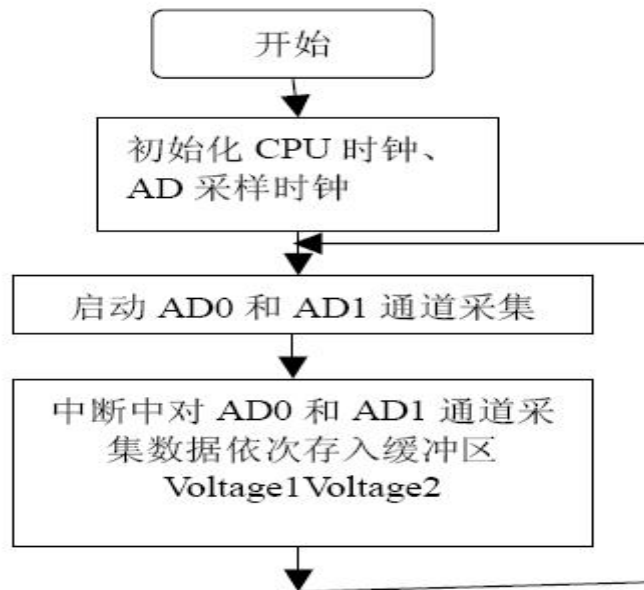 开始
初始化 CPU 时钟、
AD 采样时钟
启动 AD0 和 AD1 通道采集
中断中对 AD0 和 AD1 通道采
集数据依次存入缓冲区
Voltage1Voltage2